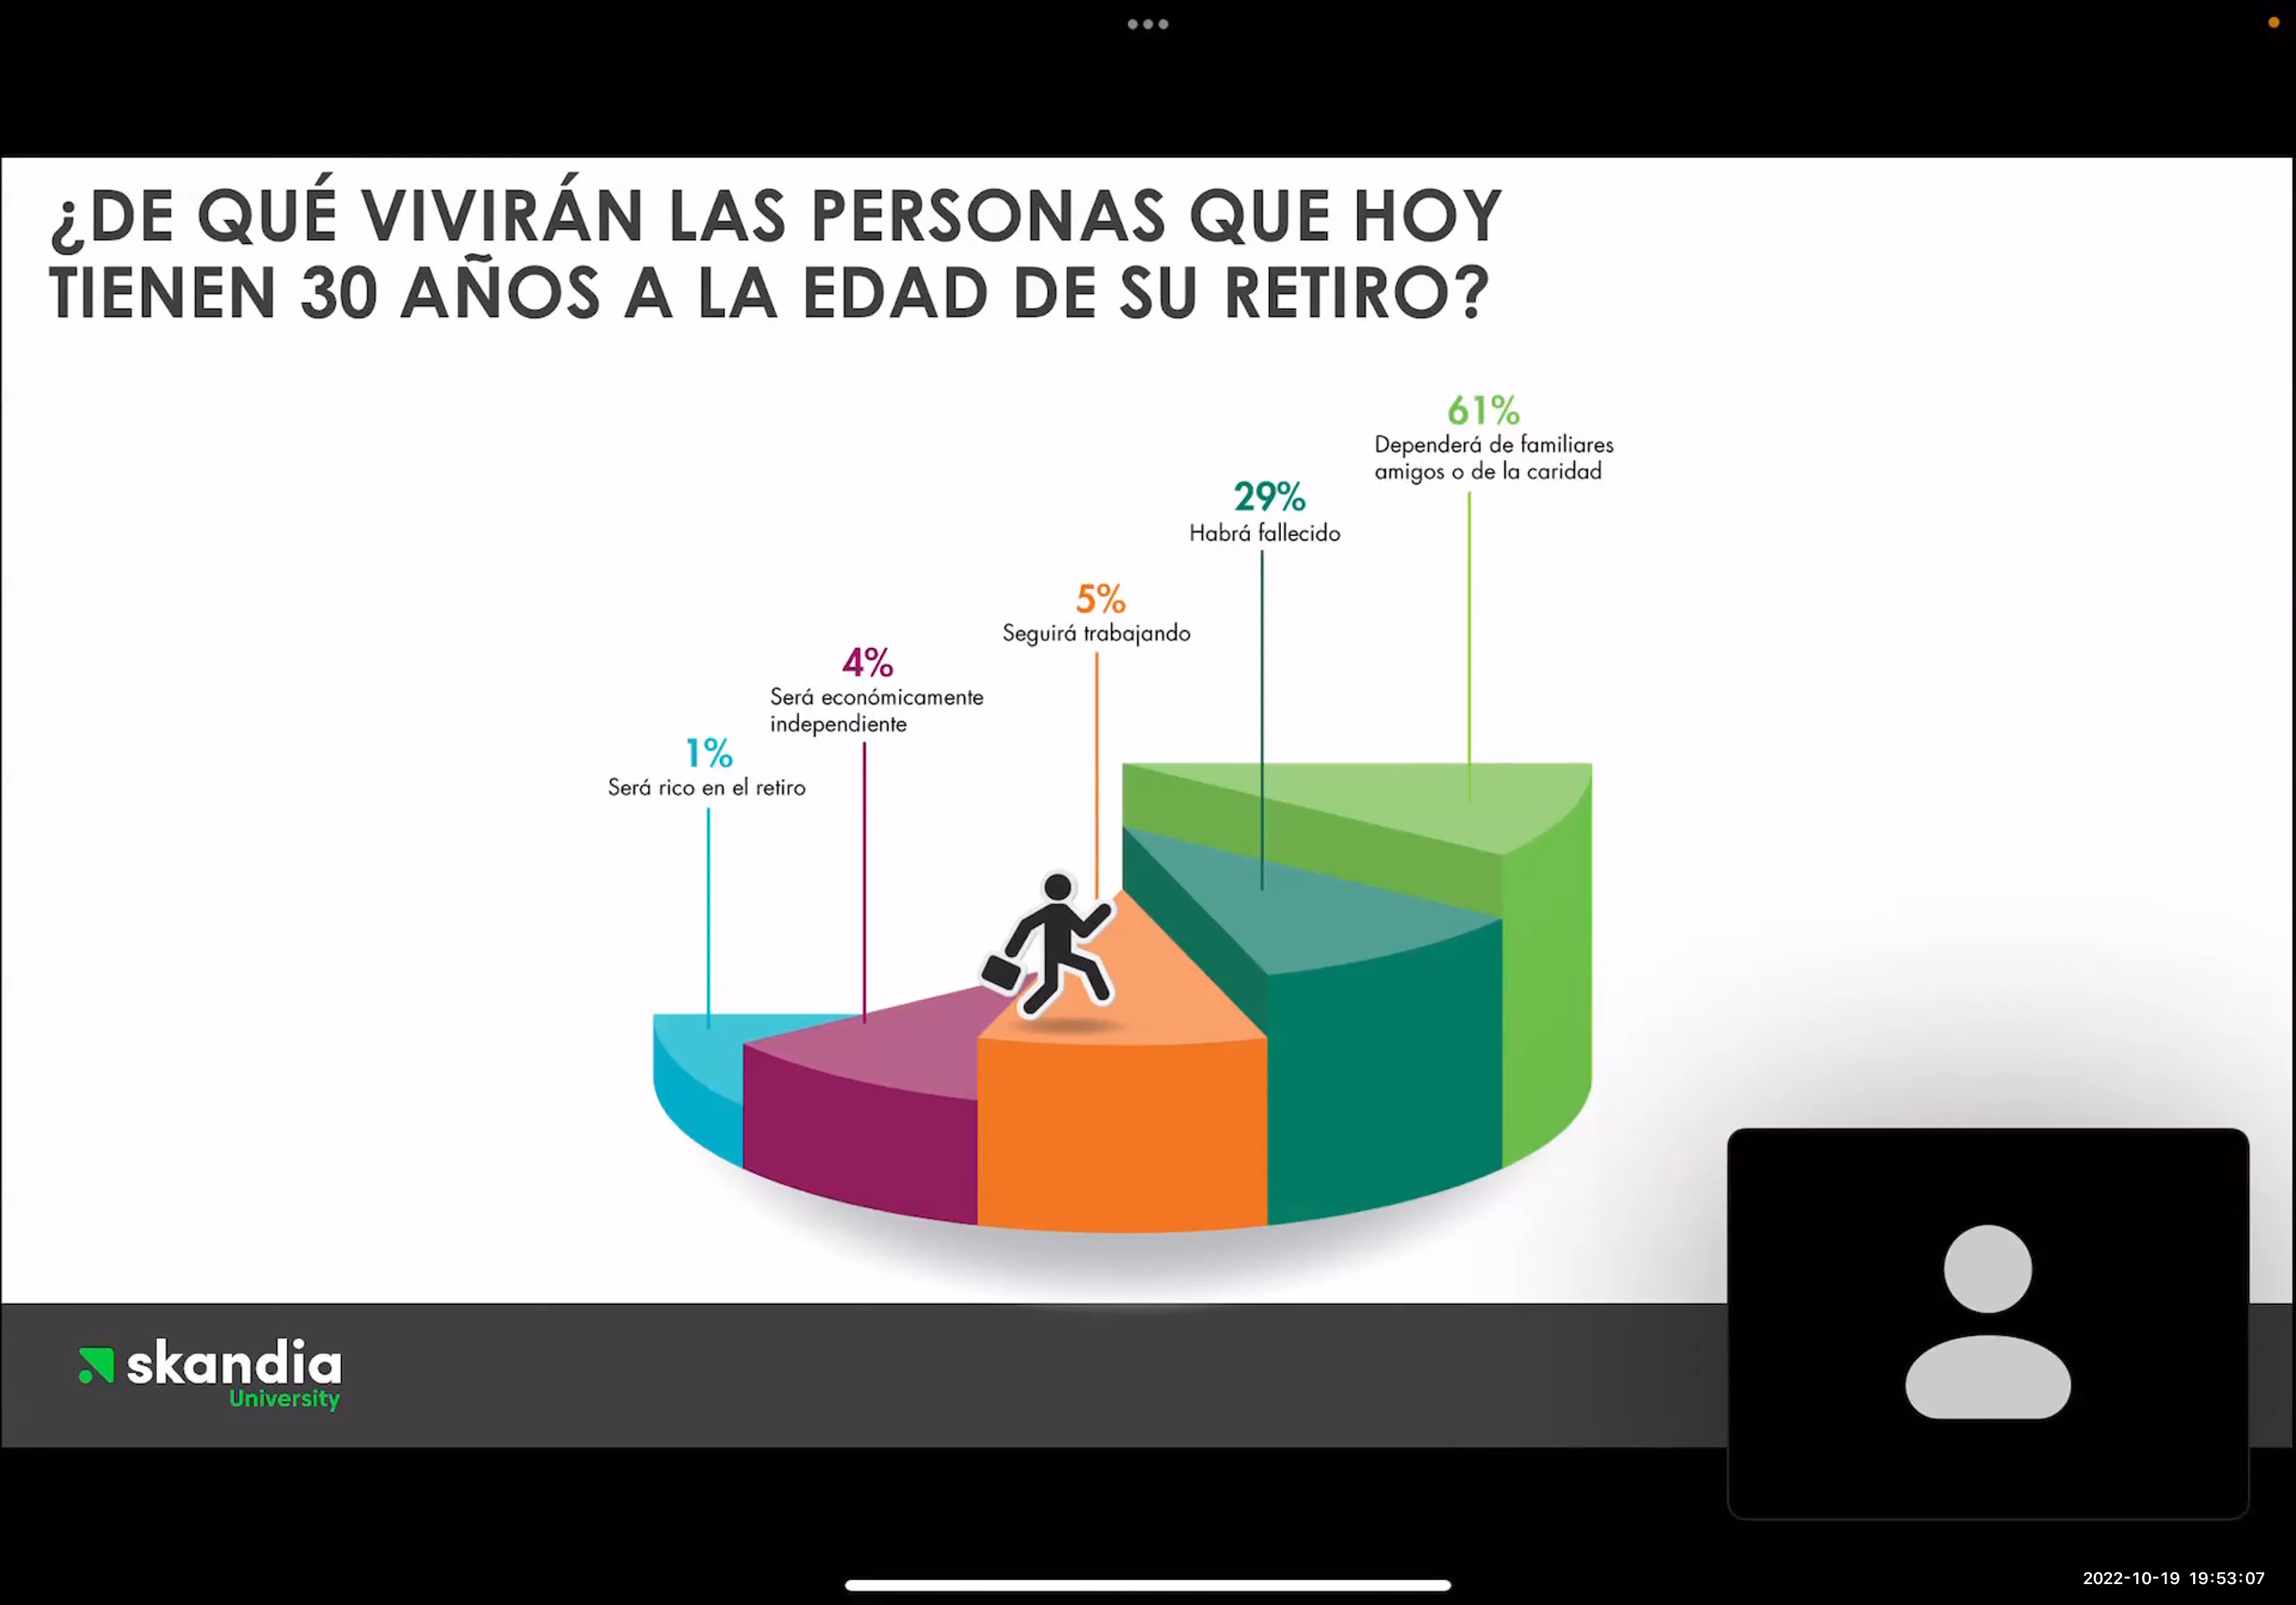 ¿DE QUÉ VIVIRÁN LAS PERSONAS QUE HOY
TIENEN 30 AÑOS A LA EDAD DE SU RETIRO?
61%
Dependerá de familiares
amigos o de la caridad
29%
Habrá fallecido
5%
Seguirá trabajando
4%
Será económicamente
independiente
1%
Será rico en el retiro
skandia
University
2022-10-19 19:53:07